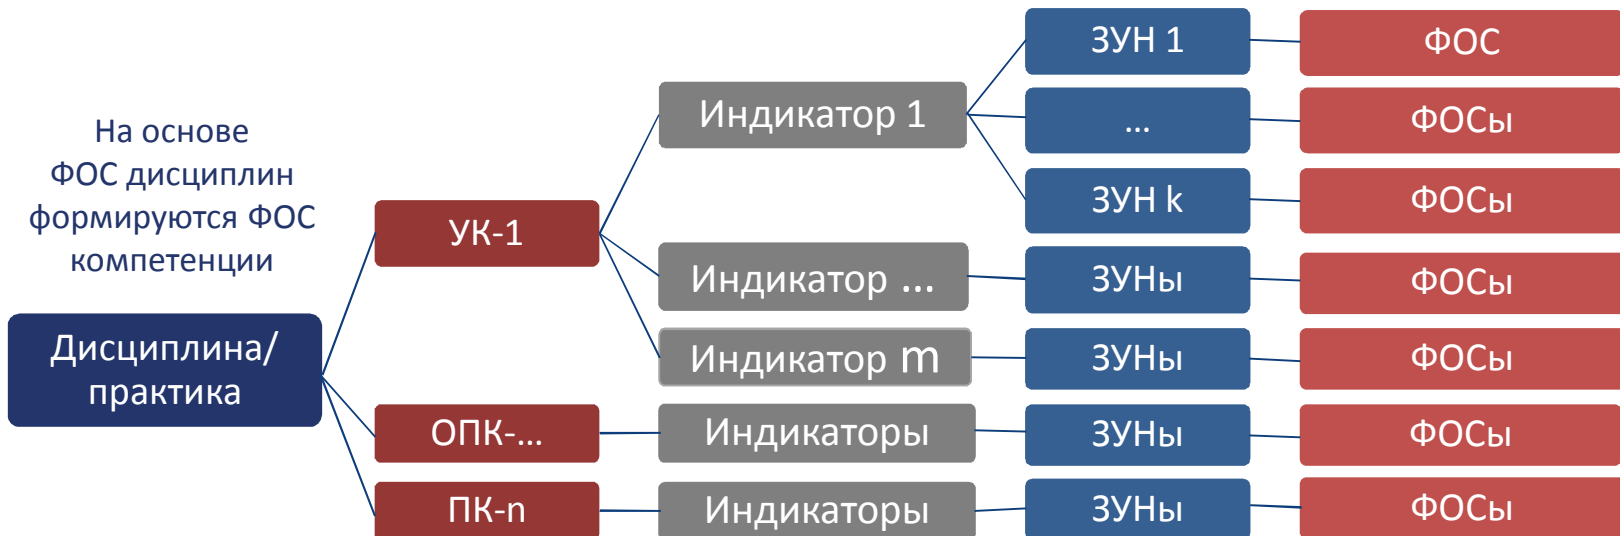 На основе
ФОС дисциплин
формируются ФОС
компетенции
Дисциплина/
практика
УК-1
ОПК-...
ПК-n
Индикатор 1
Индикатор ...
Индикатор m
Индикаторы
Индикаторы
ЗУН 1
...
ЗУН k
ЗУНы
ЗУНы
ЗУНы
ЗУНы
ФОС
ФОСы
ФОСы
ФОСы
ФОСы
ФОСы
ФОСы